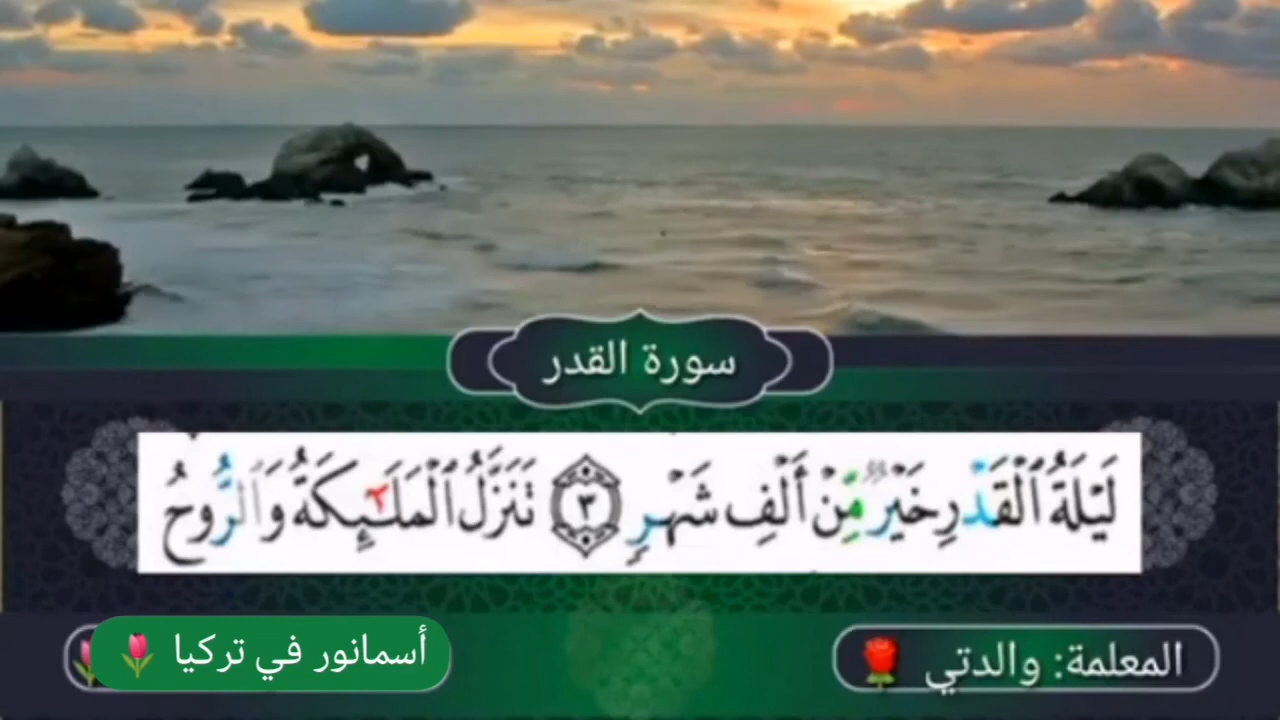 سورة القدر
لَيْلَةُ ٱلْقَدْرِ خَيْرٌ مِّنْ أَلْفِ شَهْرٍ ٣ تَنَزَّلُ ٱلْمَلَٰٓئِكَةُ وَٱلرُّوحُ
المعلمة: والدتي 🌹
أسمانور في تركيا 🌷